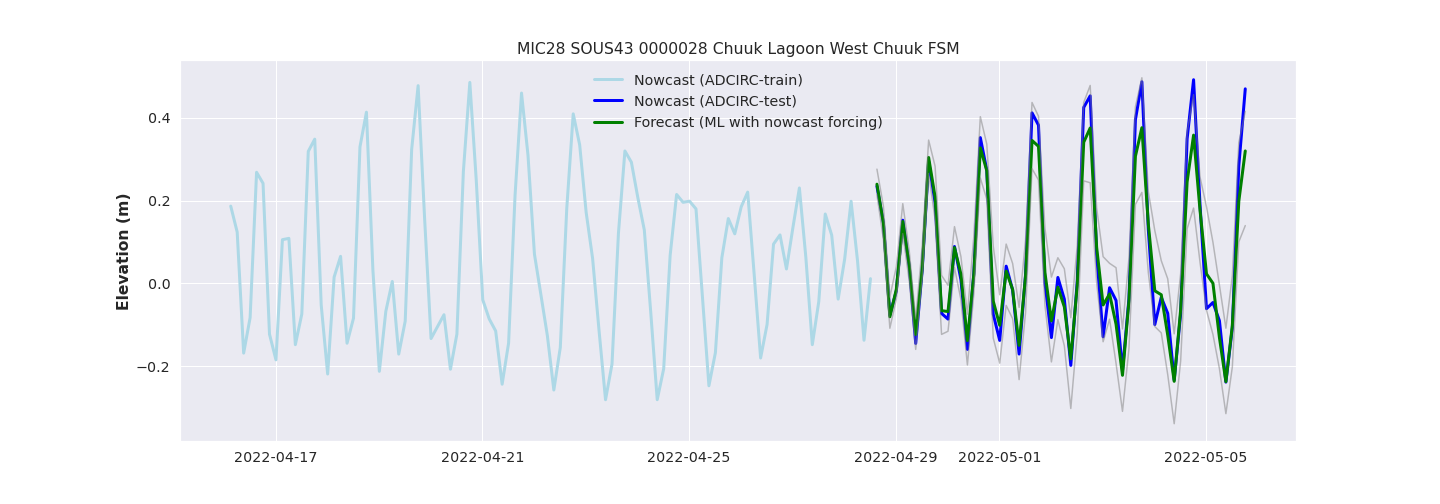 MIC28 SOUS43 0000028 Chuuk Lagoon West Chuuk FSM
Nowcast (ADCIRC-train)
Nowcast (ADCIRC-test)
Forecast (ML with nowcast forcing)
Elevation (m)
0.4
0.2
0.0
−0.2
2022-04-17
2022-04-21
2022-04-25
2022-04-29
2022-05-01
2022-05-05